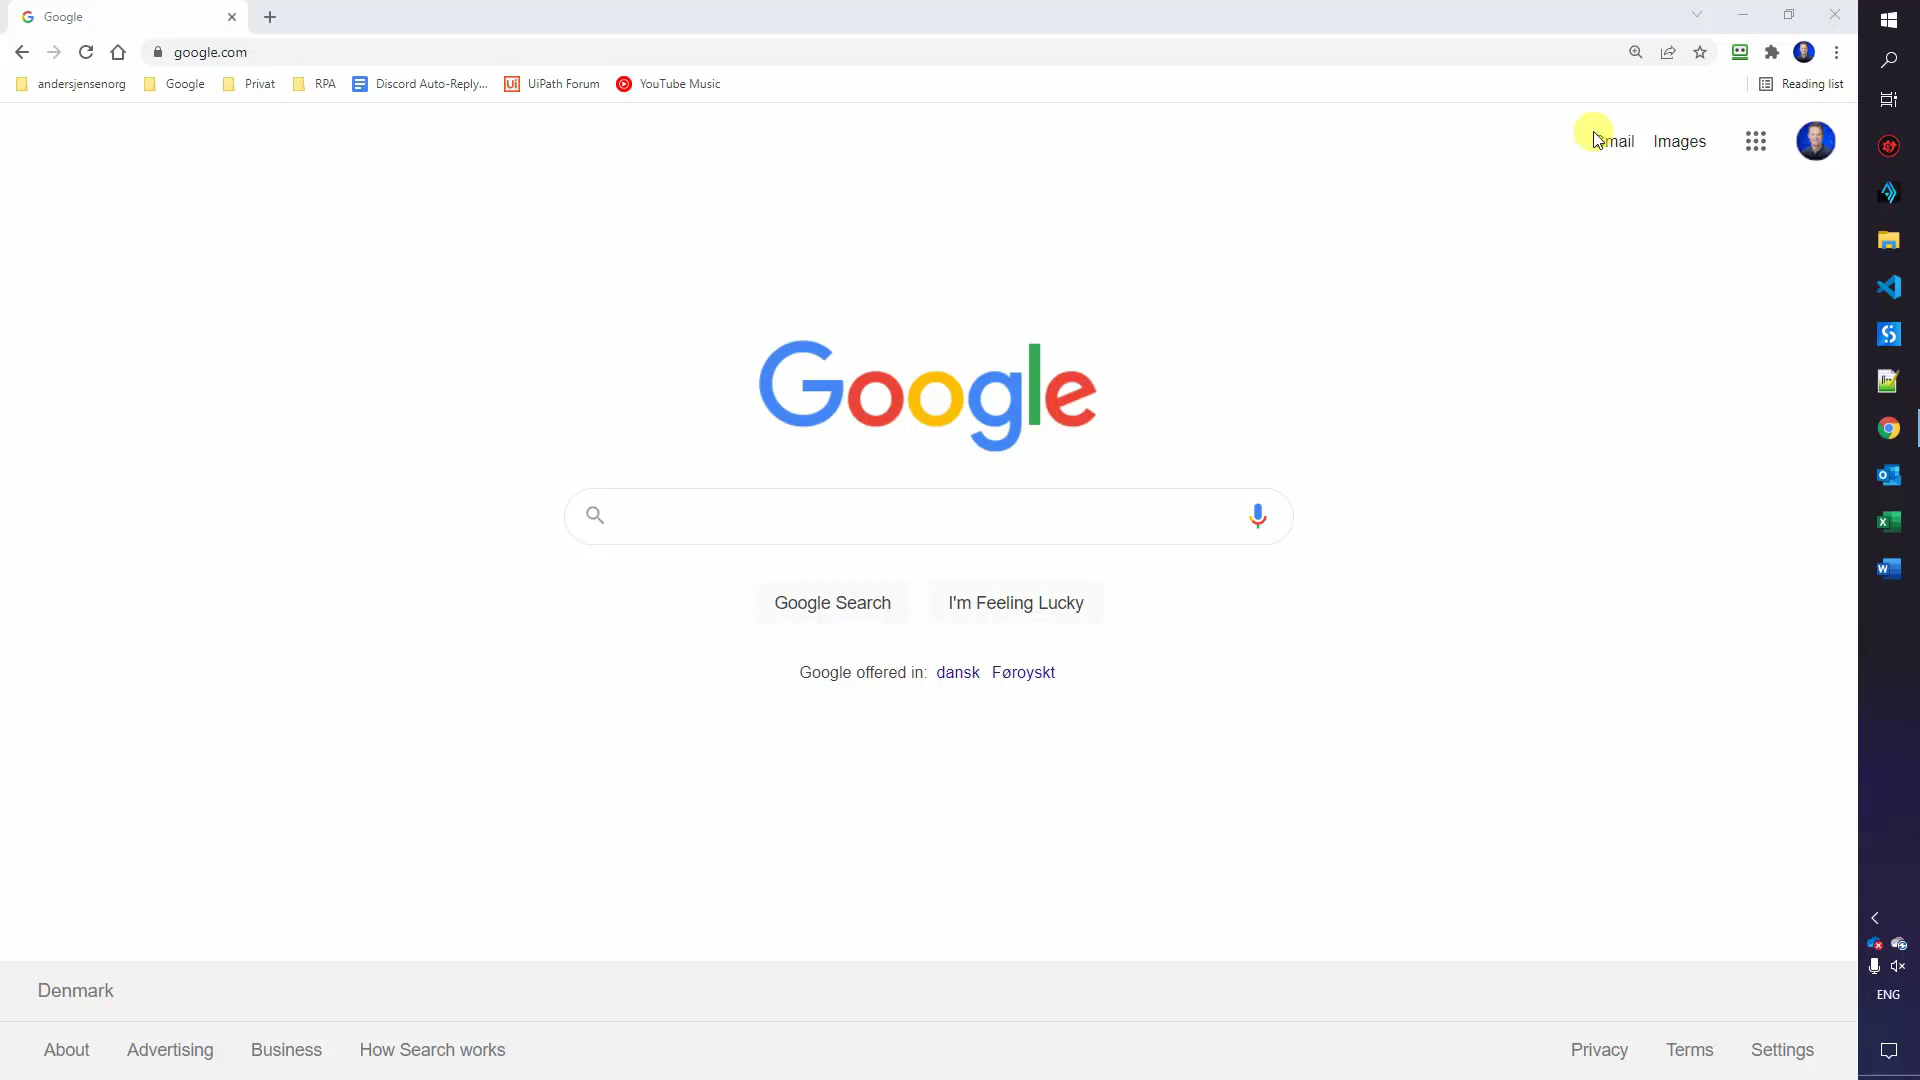 Google
google.com
andersjensenorg Google Privat RPA Discord Auto-Reply... UiPath Forum YouTube Music Reading list
Images
Google
Google Search I'm Feeling Lucky
Google offered in: dansk Føroyskt
ENG
Denmark
About Advertising Business How Search works Privacy Terms Settings